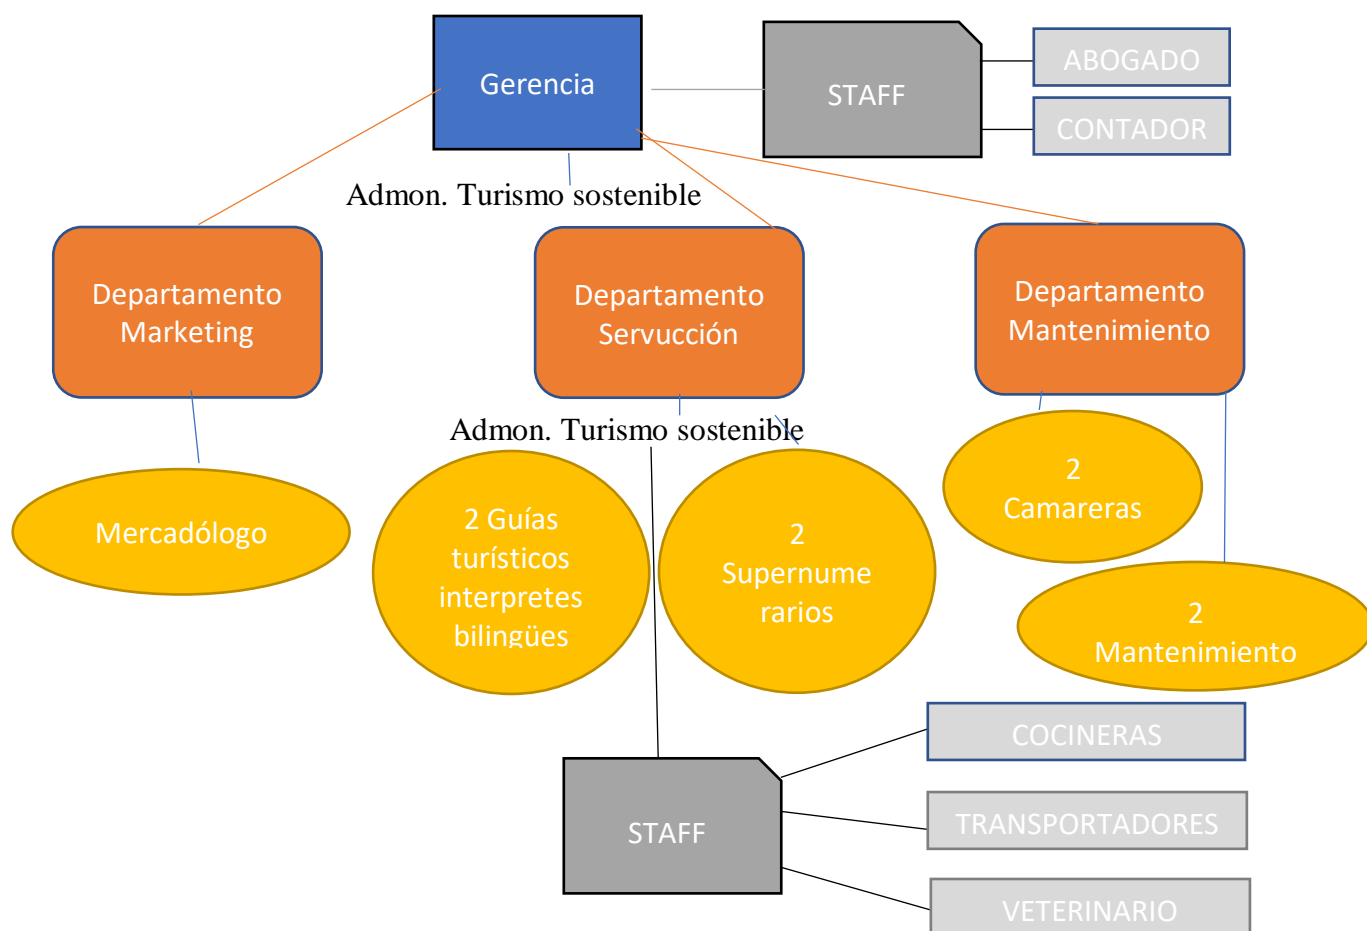 Gerencia
STAFF
ABOGADO
CONTADOR
Admon. Turismo sostenible
Departamento
Marketing
Departamento
Servucción
Departamento
Mantenimiento
Admon. Turismo sostenible
Mercadólogo
2 Guías
turísticos
interpretes
bilingües
2
Supernume
rarios
2
Camareras
2
Mantenimiento
STAFF
COCINERAS
TRANSPORTADORES
VETERINARIO